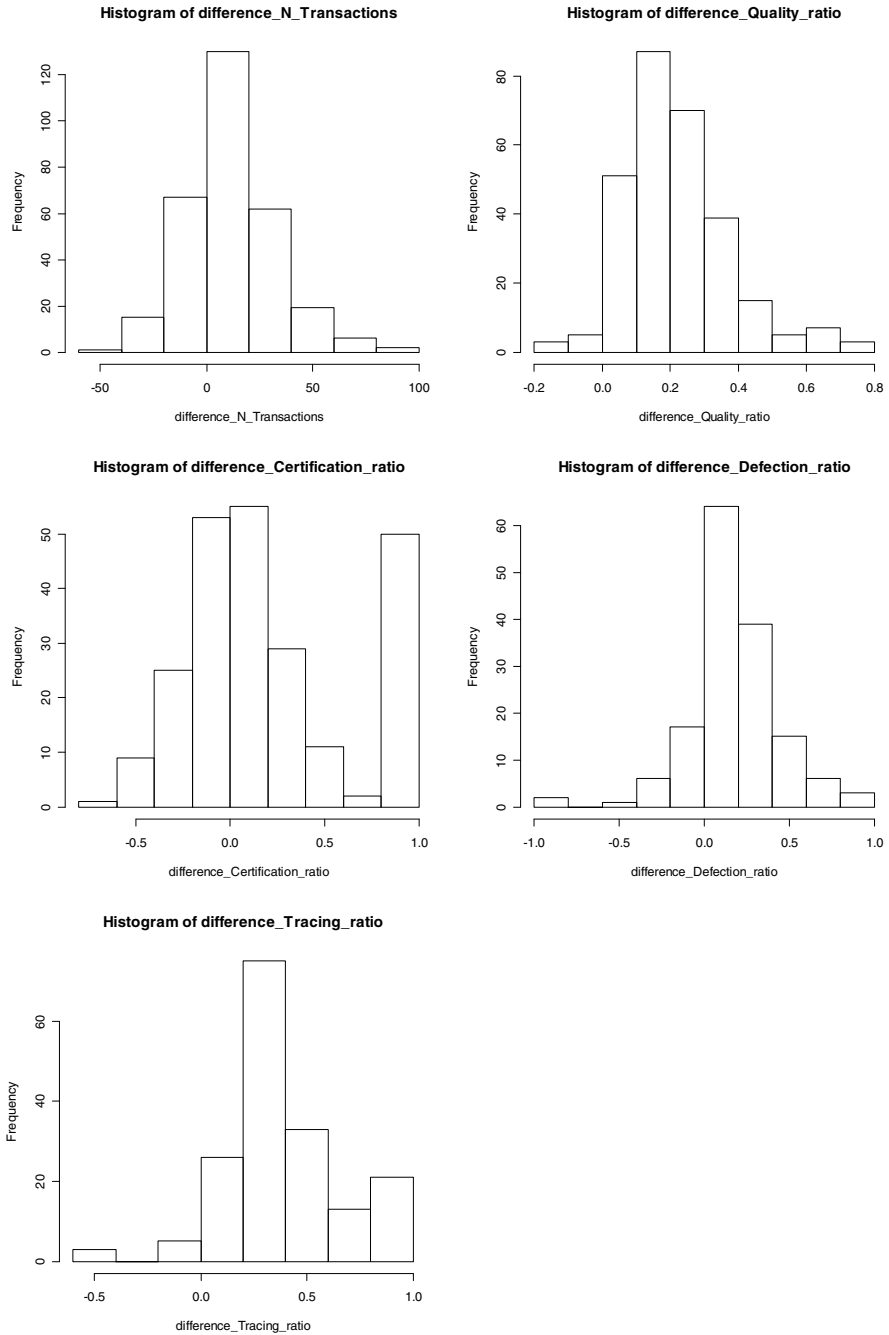 Histogram of difference_N_Transactions
Frequency
0 20 40 60 80 100 120
-50 0 50 100
difference_N_Transactions
Histogram of difference_Quality_ratio
Frequency
0 20 40 60 80
-0.2 0.0 0.2 0.4 0.6 0.8
difference_Quality_ratio
Histogram of difference_Certification_ratio
Frequency
0 10 20 30 40 50
-0.5 0.0 0.5 1.0
difference_Certification_ratio
Histogram of difference_Defection_ratio
Frequency
0 10 20 30 40 50 60
-1.0 -0.5 0.0 0.5 1.0
difference_Defection_ratio
Histogram of difference_Tracing_ratio
Frequency
0 20 40 60
-0.5 0.0 0.5 1.0
difference_Tracing_ratio